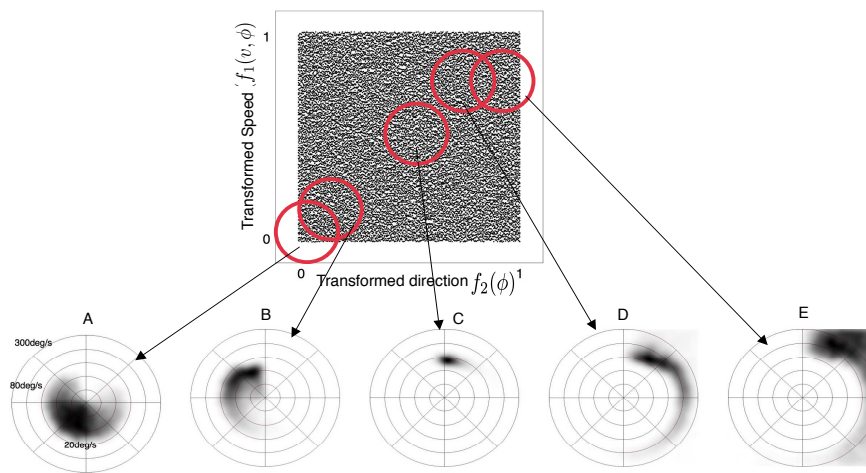 1
Transformed Speed f₁(v, ϕ)
0
0
Transformed direction f₂(ϕ) 1
A
B
C
D
E
300deg/s
80deg/s
20deg/s